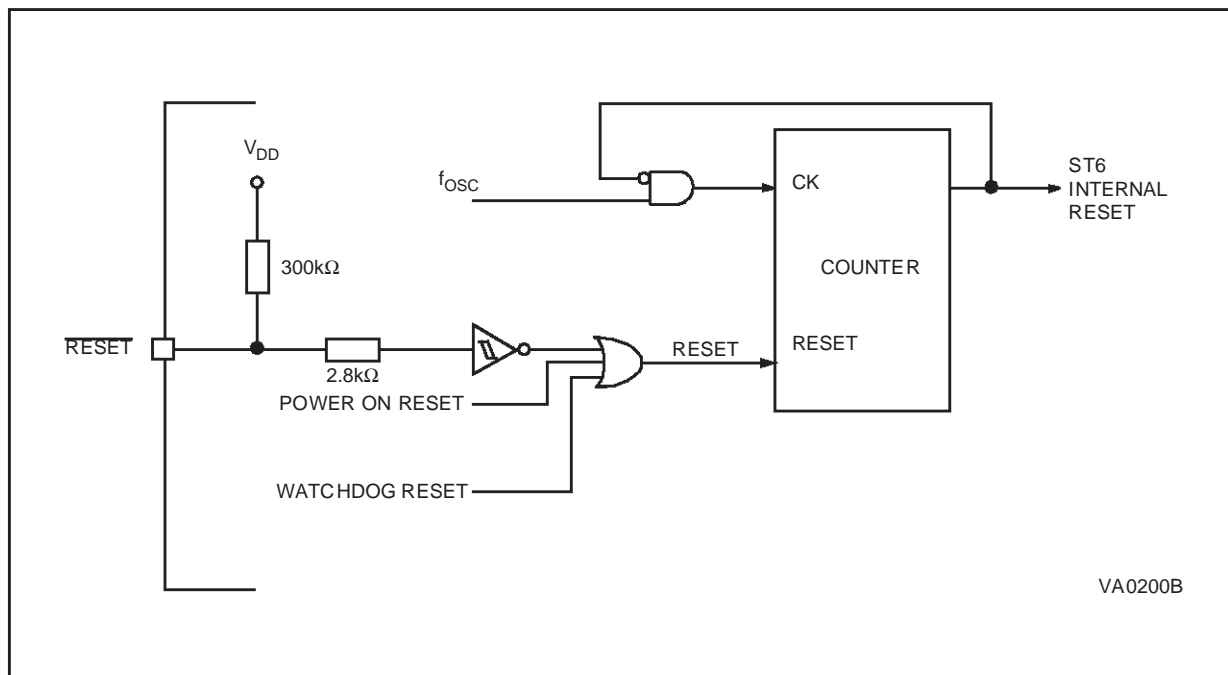 V_DD
f_OSC
CK
ST6
INTERNAL
RESET
300kΩ
COUNTER
RESET
RESET
RESET
2.8kΩ
POWER ON RESET
WATCHDOG RESET
VA0200B